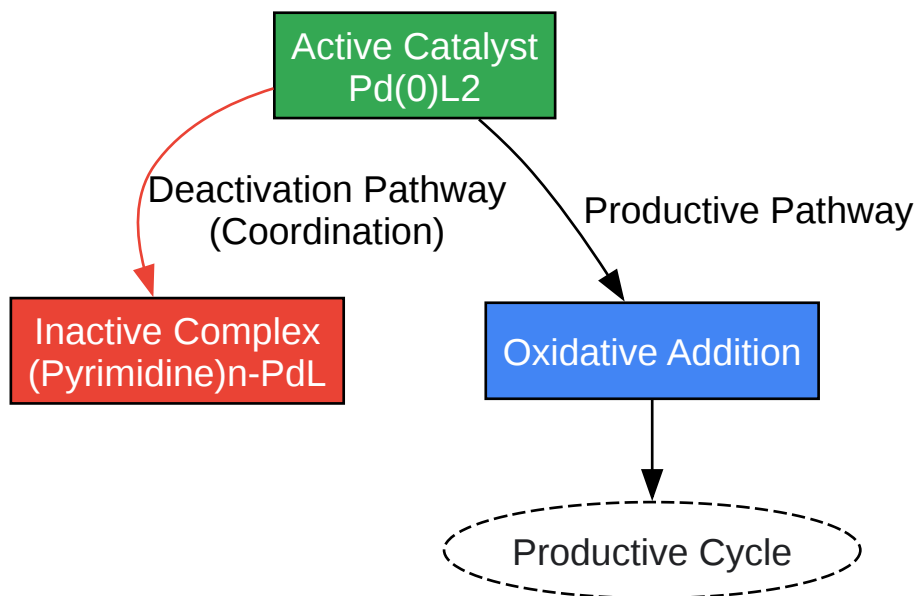 Active Catalyst
Pd(0)L2
Deactivation Pathway
(Coordination)
Productive Pathway
Inactive Complex
(Pyrimidine)n-PdL
Oxidative Addition
Productive Cycle